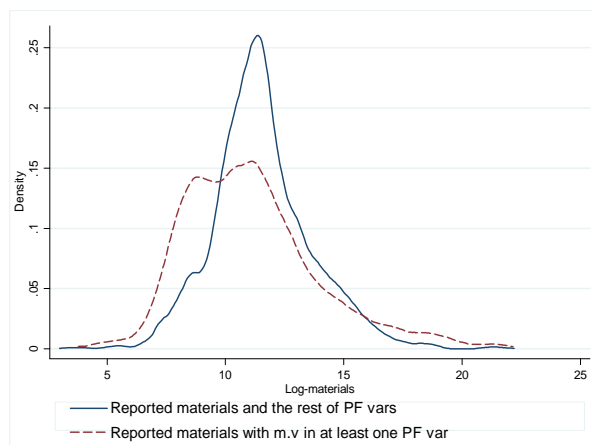 .25
.2
.15
.1
.05
0
Density
5 10 15 20 25
Log-materials
Reported materials and the rest of PF vars
Reported materials with m.v in at least one PF var